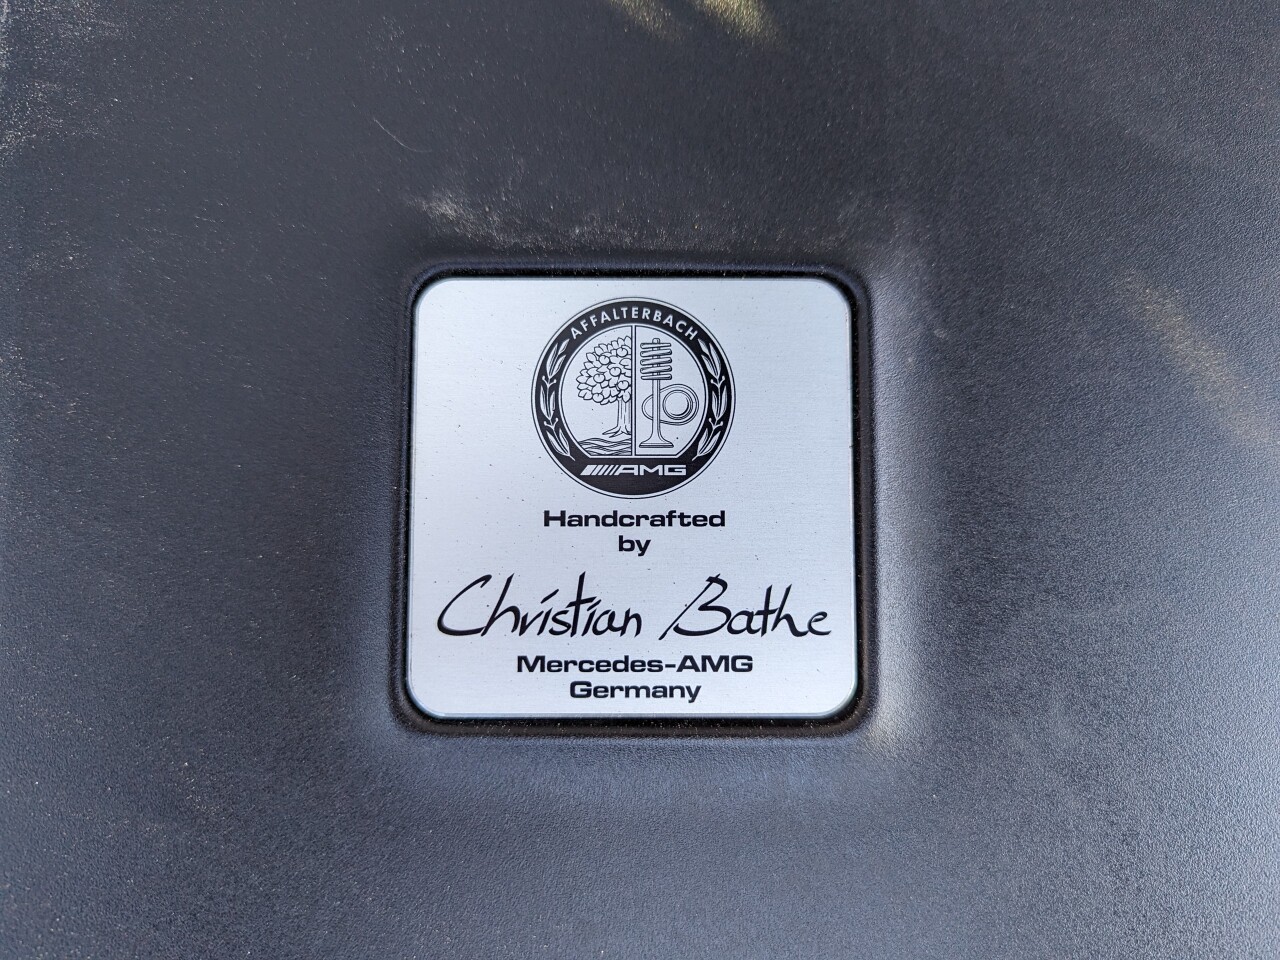 AFFALTERBACH
AMG
Handcrafted
by
Christian Bathe
Mercedes-AMG
Germany